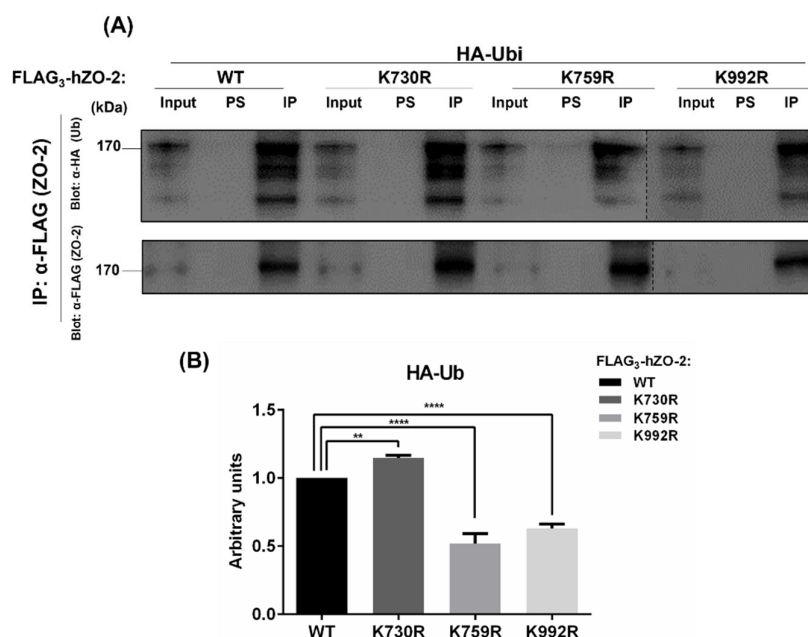 (A)
HA-Ubi
FLAG₃-hZO-2: WT K730R K759R K992R
(kDa) Input PS IP Input PS IP Input PS IP Input PS IP
IP: α-FLAG (ZO-2)
Blot: α-HA (Ub)
170
Blot: α-FLAG (ZO-2)
170
(B)
HA-Ub
FLAG₃-hZO-2:
WT
K730R
K759R
K992R
Arbitrary units
1.5
1.0
0.5
0.0
****
****
**
WT K730R K759R K992R